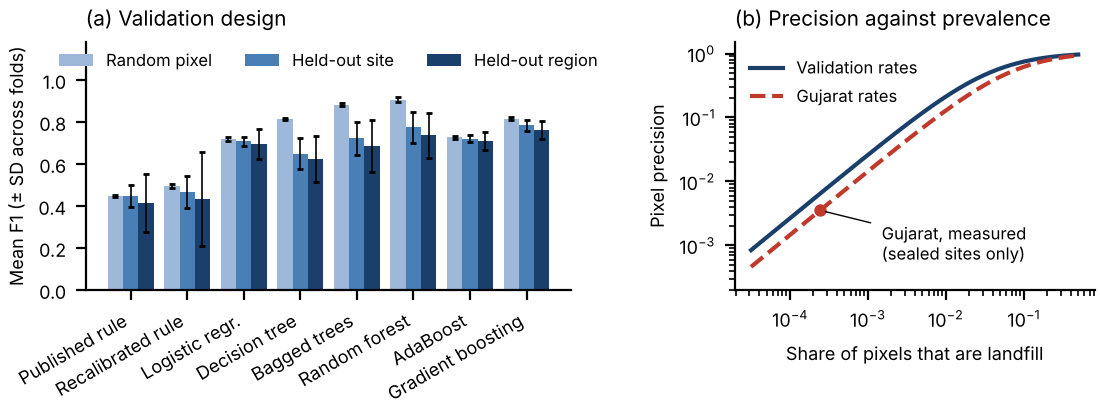 (a) Validation design
Random pixel
Held-out site
Held-out region
Mean F1 (± SD across folds)
1.0
0.8
0.6
0.4
0.2
0.0
Published rule
Recalibrated rule
Logistic regr.
Decision tree
Bagged trees
Random forest
AdaBoost
Gradient boosting
(b) Precision against prevalence
Validation rates
Gujarat rates
Pixel precision
10⁰
10⁻¹
10⁻²
10⁻³
Gujarat, measured
(sealed sites only)
10⁻⁴
10⁻³
10⁻²
10⁻¹
Share of pixels that are landfill